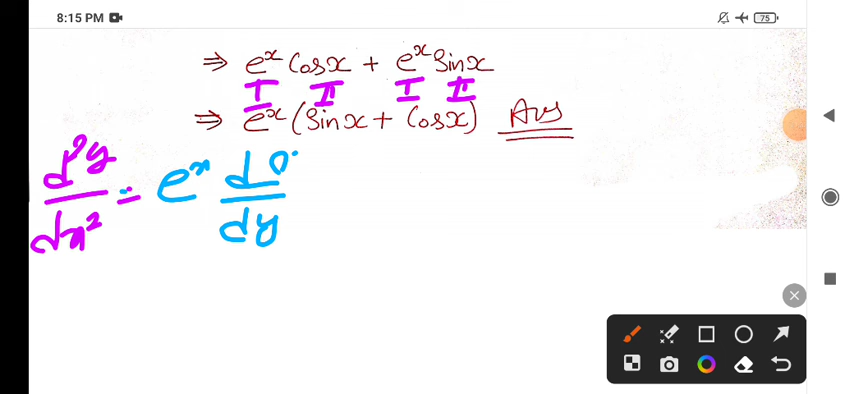 8:15 PM 75
⇒ e^x Cosx + e^x Sinx
I II I II
⇒ e^x (Sinx + Cosx) Ans
d²y/dx² = e^x d/dy